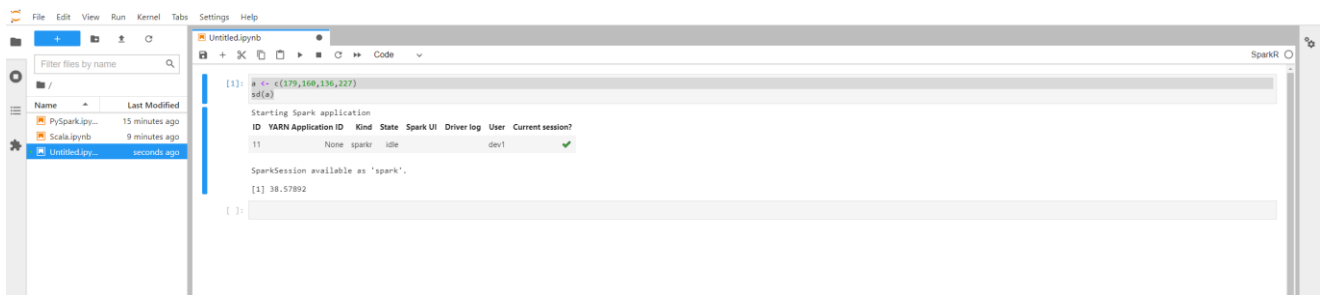 File Edit View Run Kernel Tabs Settings Help
Filter files by name
/
Name Last Modified
PySpark.ipy... 15 minutes ago
Scala.ipynb 9 minutes ago
Untitled.ipy... seconds ago
Untitled.ipynb
Code
SparkR
[1]: a <- c(179,160,136,227)
sd(a)
Starting Spark application
ID YARN Application ID Kind State Spark UI Driver log User Current session?
11 None sparkr idle dev1 ✔
SparkSession available as 'spark'.
[1] 38.57892
[ ]: